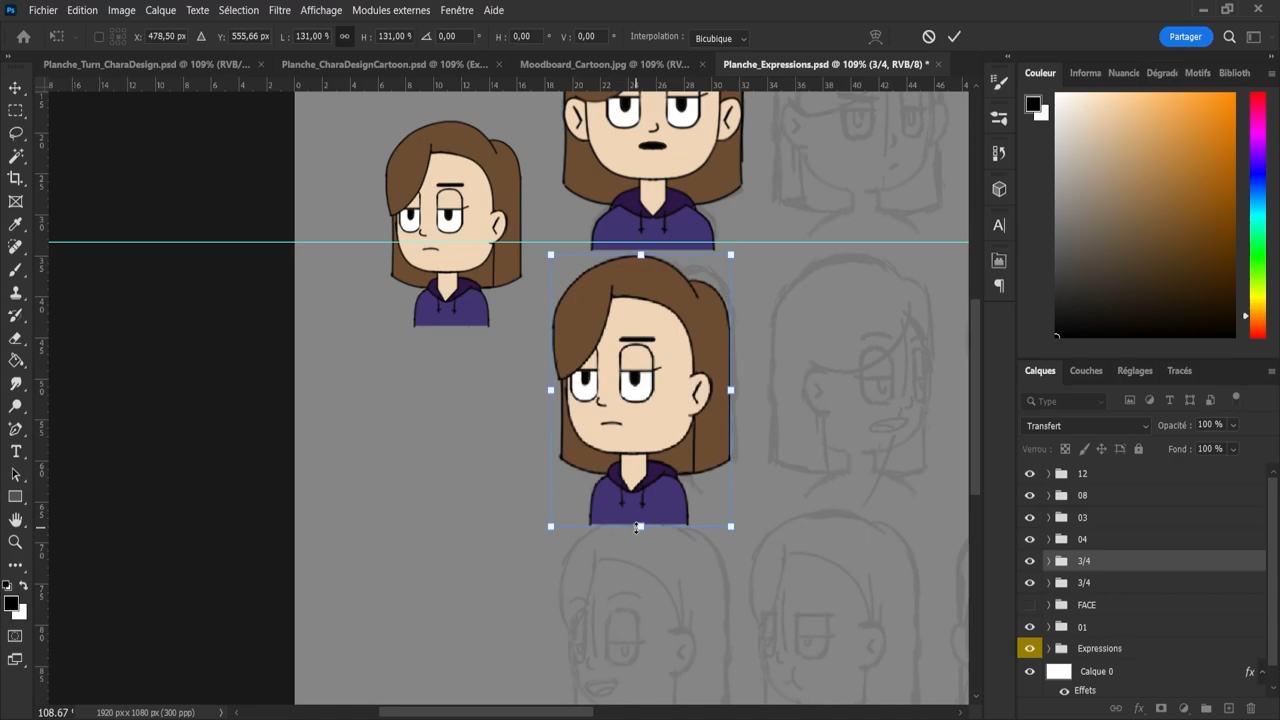 Ps Fichier Edition Image Calque Texte Sélection Filtre Affichage Modules externes Fenêtre Aide
X: 478,50 px Y: 555,66 px L: 131,00 % H: 131,00 % 0,00 ° H: 0,00 ° V: 0,00 ° Interpolation : Bicubique Partager
Planche_Turn_CharaDesign.psd @ 109% (RVB/... × Planche_CharaDesignCartoon.psd @ 109% (Ex... × Moodboard_Cartoon.jpg @ 109% (RV... × Planche_Expressions.psd @ 109% (3/4, RVB/8) * ×
Couleur Informa Nuancie Dégradé Motifs Biblioth
Calques Couches Réglages Tracés
Type
Transfert Opacité : 100 %
Verrou : Fond : 100 %
12
08
03
04
3/4
3/4
FACE
01
Expressions
Calque 0 fx
Effets
108.67 1920 px x 1080 px (300 ppp)